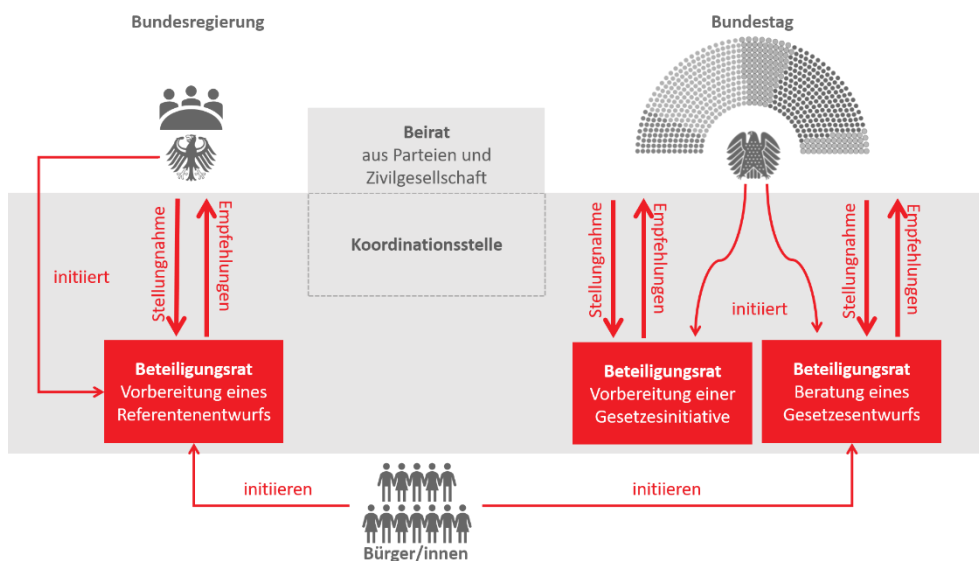 Bundesregierung
Bundestag
Beirat
aus Parteien und
Zivilgesellschaft
Koordinationsstelle
initiiert
Stellungnahme
Empfehlungen
Stellungnahme
Empfehlungen
initiiert
Stellungnahme
Empfehlungen
Beteiligungsrat
Vorbereitung eines
Referentenentwurfs
Beteiligungsrat
Vorbereitung einer
Gesetzesinitiative
Beteiligungsrat
Beratung eines
Gesetzesentwurfs
initiieren
initiieren
Bürger/innen